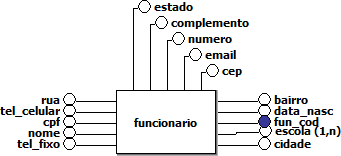 estado
complemento
numero
email
cep
rua
tel_celular
cpf
nome
tel_fixo
funcionario
bairro
data_nasc
fun_cod
escola (1,n)
cidade